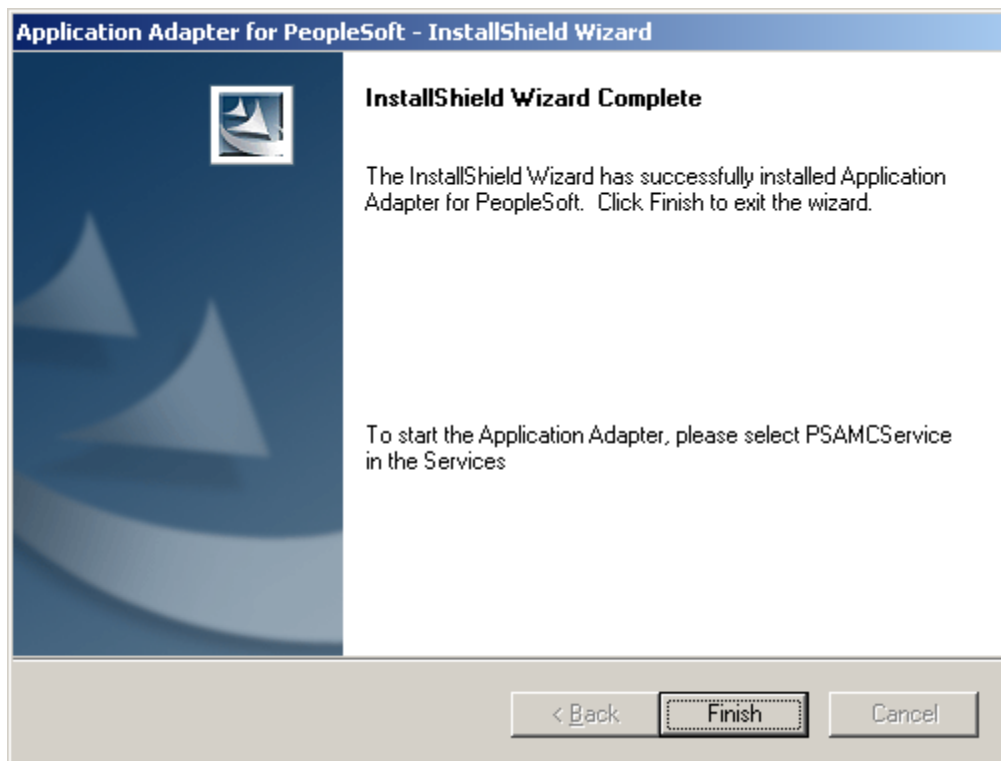 Application Adapter for PeopleSoft - InstallShield Wizard
InstallShield Wizard Complete
The InstallShield Wizard has successfully installed Application
Adapter for PeopleSoft. Click Finish to exit the wizard.
To start the Application Adapter, please select PSAMCService
in the Services
< Back
Finish
Cancel